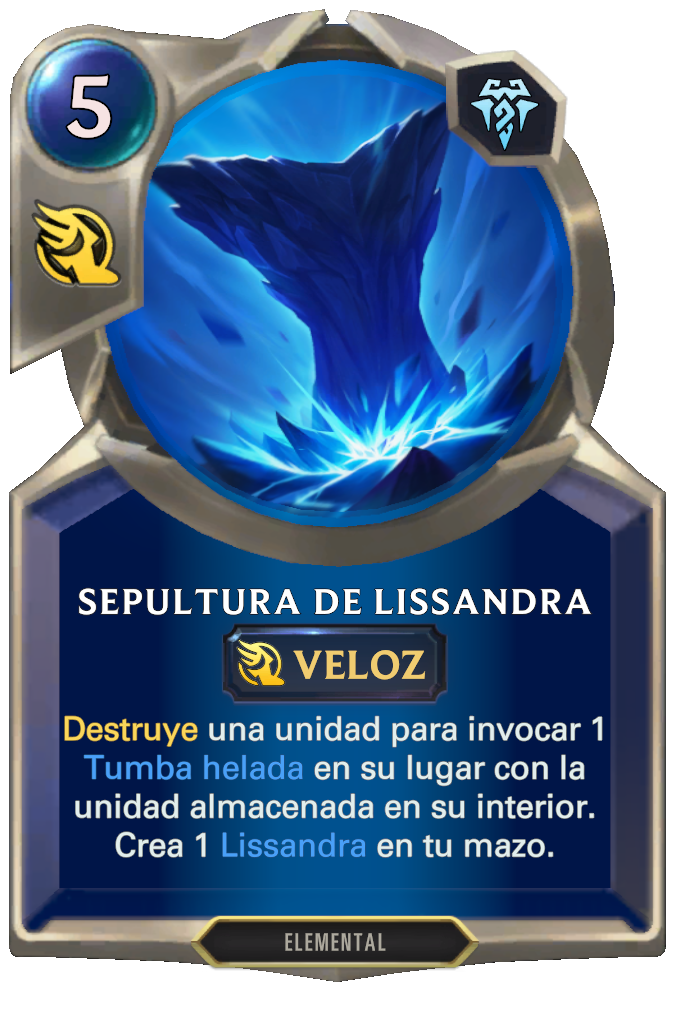 5
SEPULTURA DE LISSANDRA
VELOZ
Destruye una unidad para invocar 1
Tumba helada en su lugar con la
unidad almacenada en su interior.
Crea 1 Lissandra en tu mazo.
ELEMENTAL